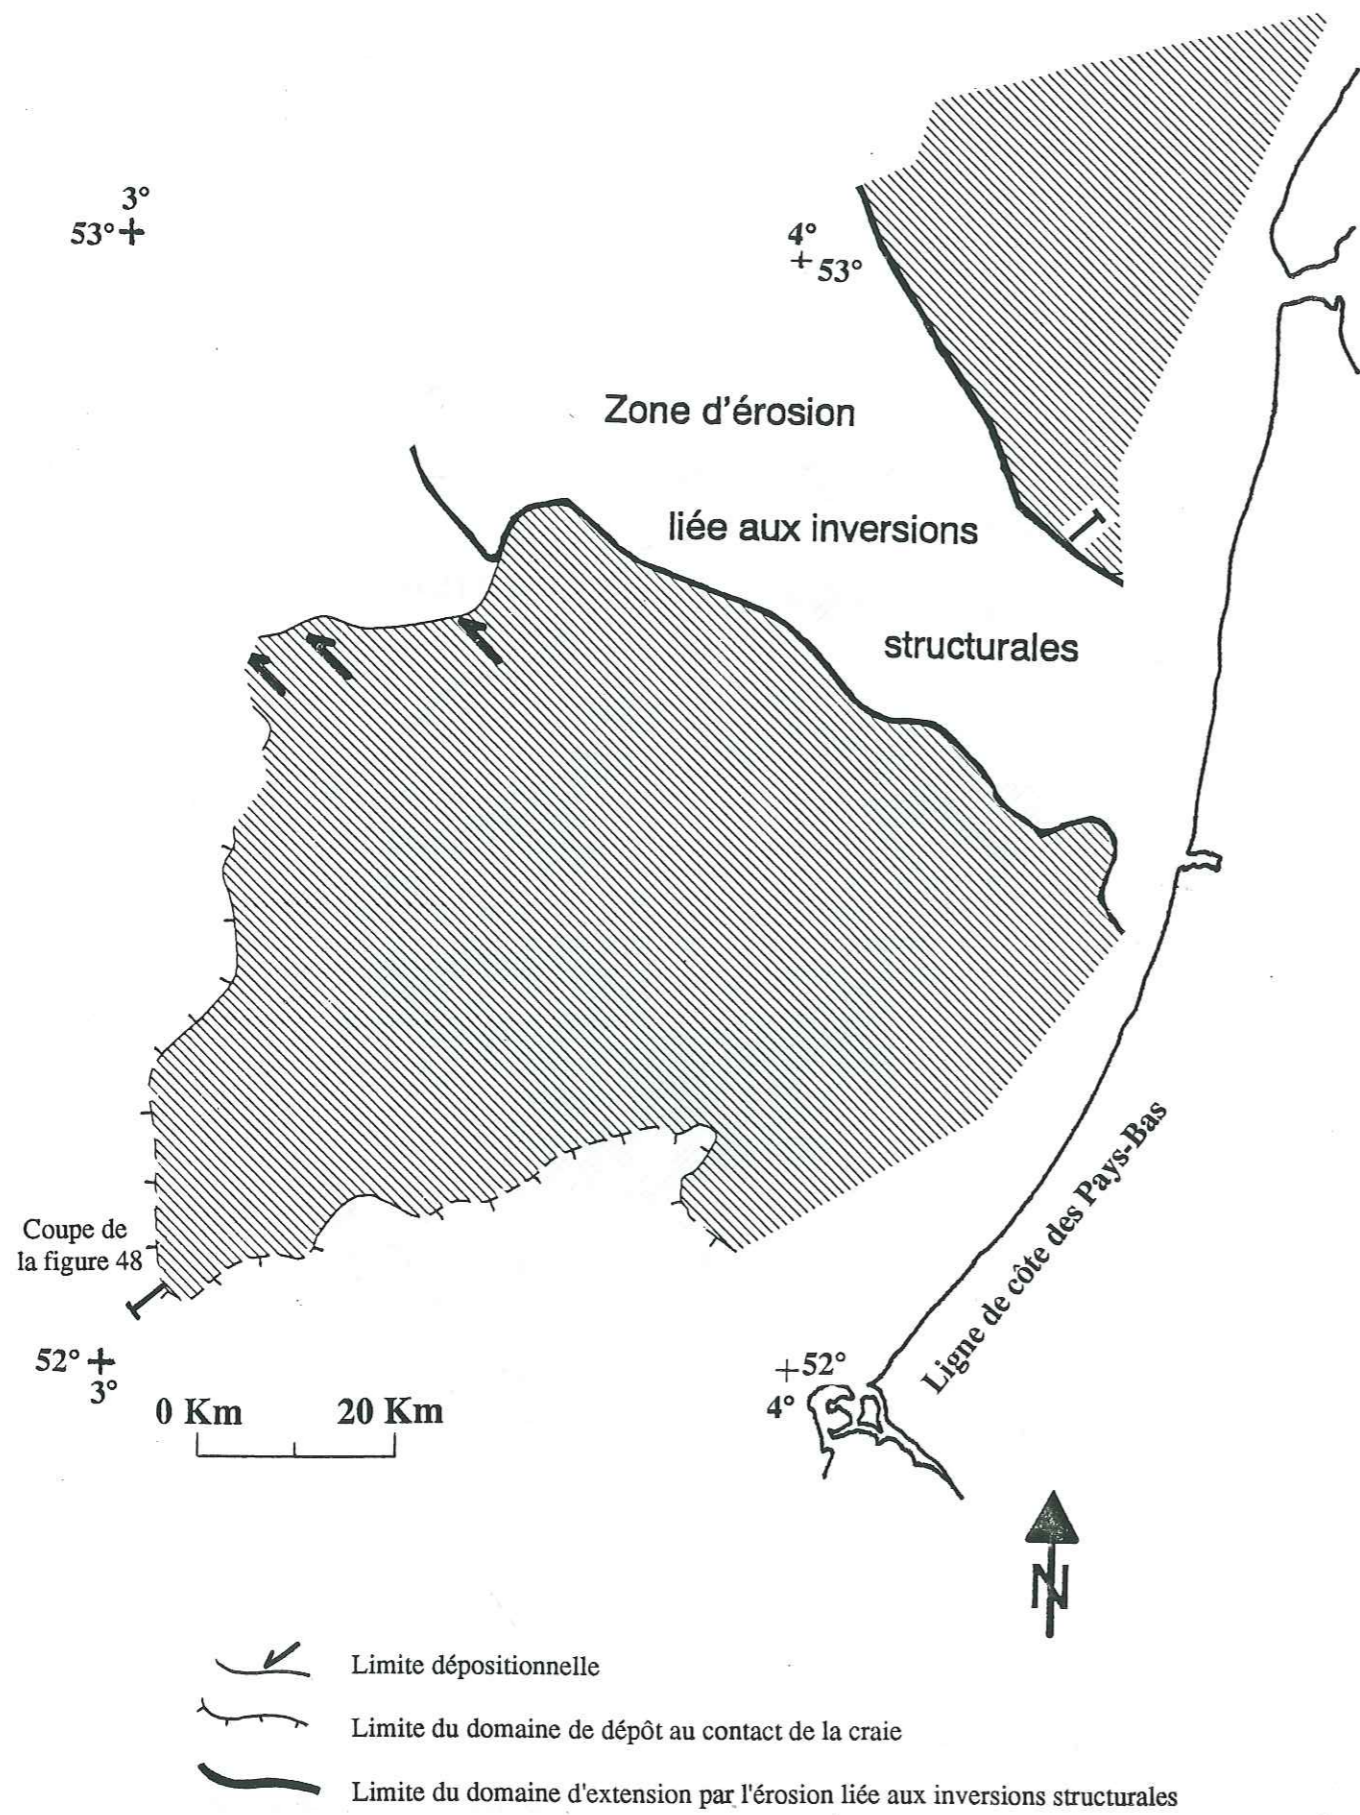 3°
53°
4°
53°
Zone d'érosion
liée aux inversions
structurales
Coupe de
la figure 48
Ligne de côte des Pays-Bas
52°
3°
52°
4°
0 Km 20 Km
N
Limite dépositionnelle
Limite du domaine de dépôt au contact de la craie
Limite du domaine d'extension par l'érosion liée aux inversions structurales